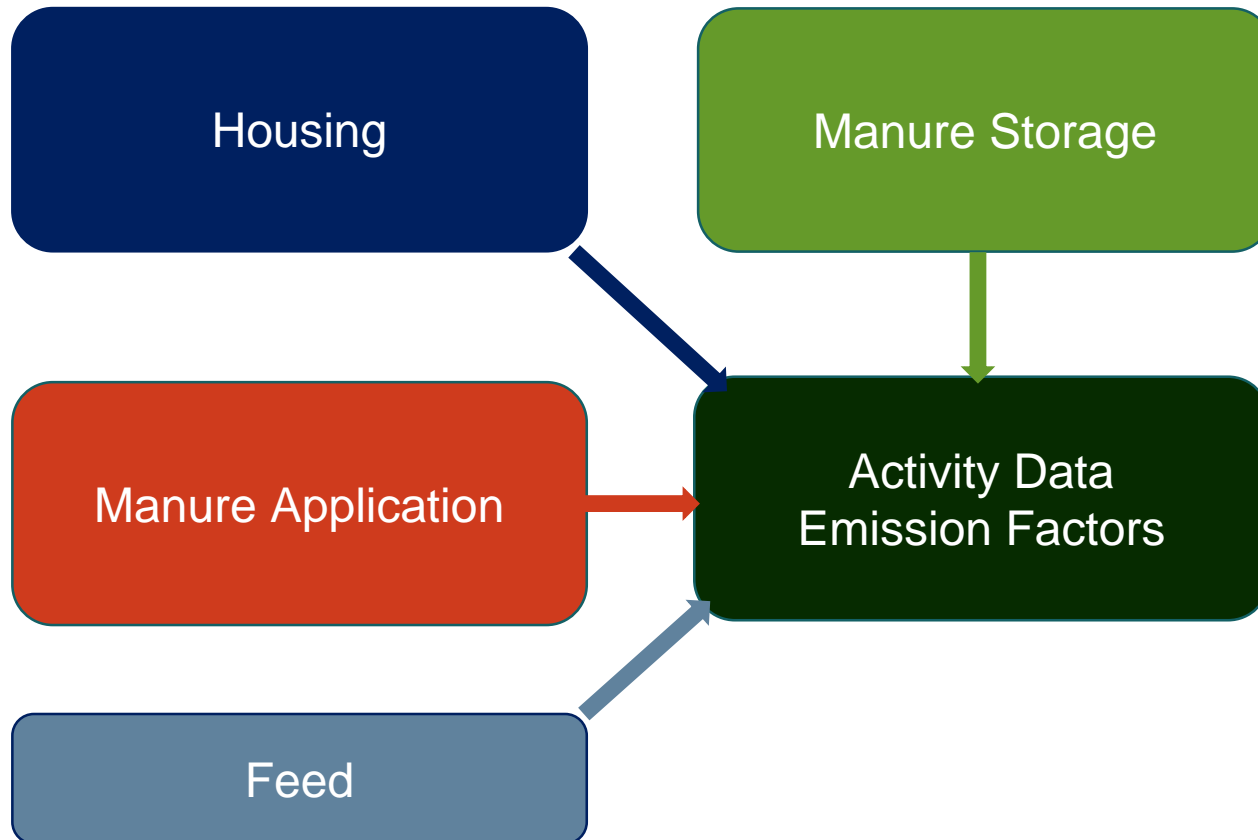 Housing
Manure Storage
Manure Application
Activity Data
Emission Factors
Feed